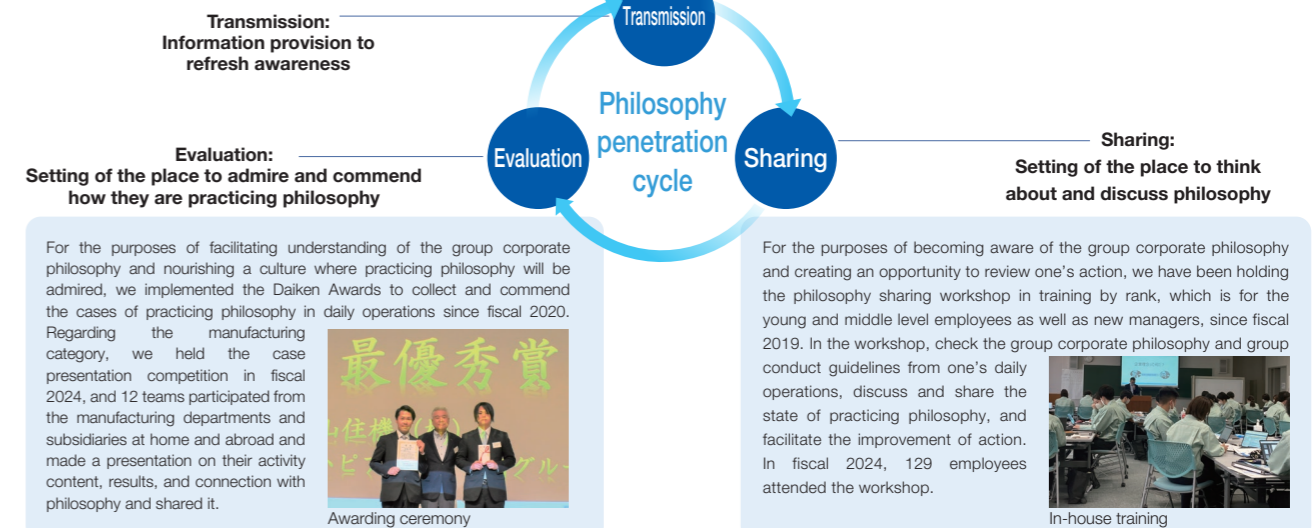 Transmission:
Information provision to
refresh awareness
Transmission
Philosophy
penetration
cycle
Evaluation
Sharing
Evaluation:
Setting of the place to admire and commend
how they are practicing philosophy
Sharing:
Setting of the place to think
about and discuss philosophy
For the purposes of facilitating understanding of the group corporate
philosophy and nourishing a culture where practicing philosophy will be
admired, we implemented the Daiken Awards to collect and commend
the cases of practicing philosophy in daily operations since fiscal 2020.
Regarding the manufacturing
category, we held the case
presentation competition in fiscal
2024, and 12 teams participated from
the manufacturing departments and
subsidiaries at home and abroad and
made a presentation on their activity
content, results, and connection with
philosophy and shared it.
最優秀賞
Awarding ceremony
For the purposes of becoming aware of the group corporate philosophy
and creating an opportunity to review one's action, we have been holding
the philosophy sharing workshop in training by rank, which is for the
young and middle level employees as well as new managers, since fiscal
2019. In the workshop, check the group corporate philosophy and group
conduct guidelines from one's daily
operations, discuss and share the
state of practicing philosophy, and
facilitate the improvement of action.
In fiscal 2024, 129 employees
attended the workshop.
In-house training